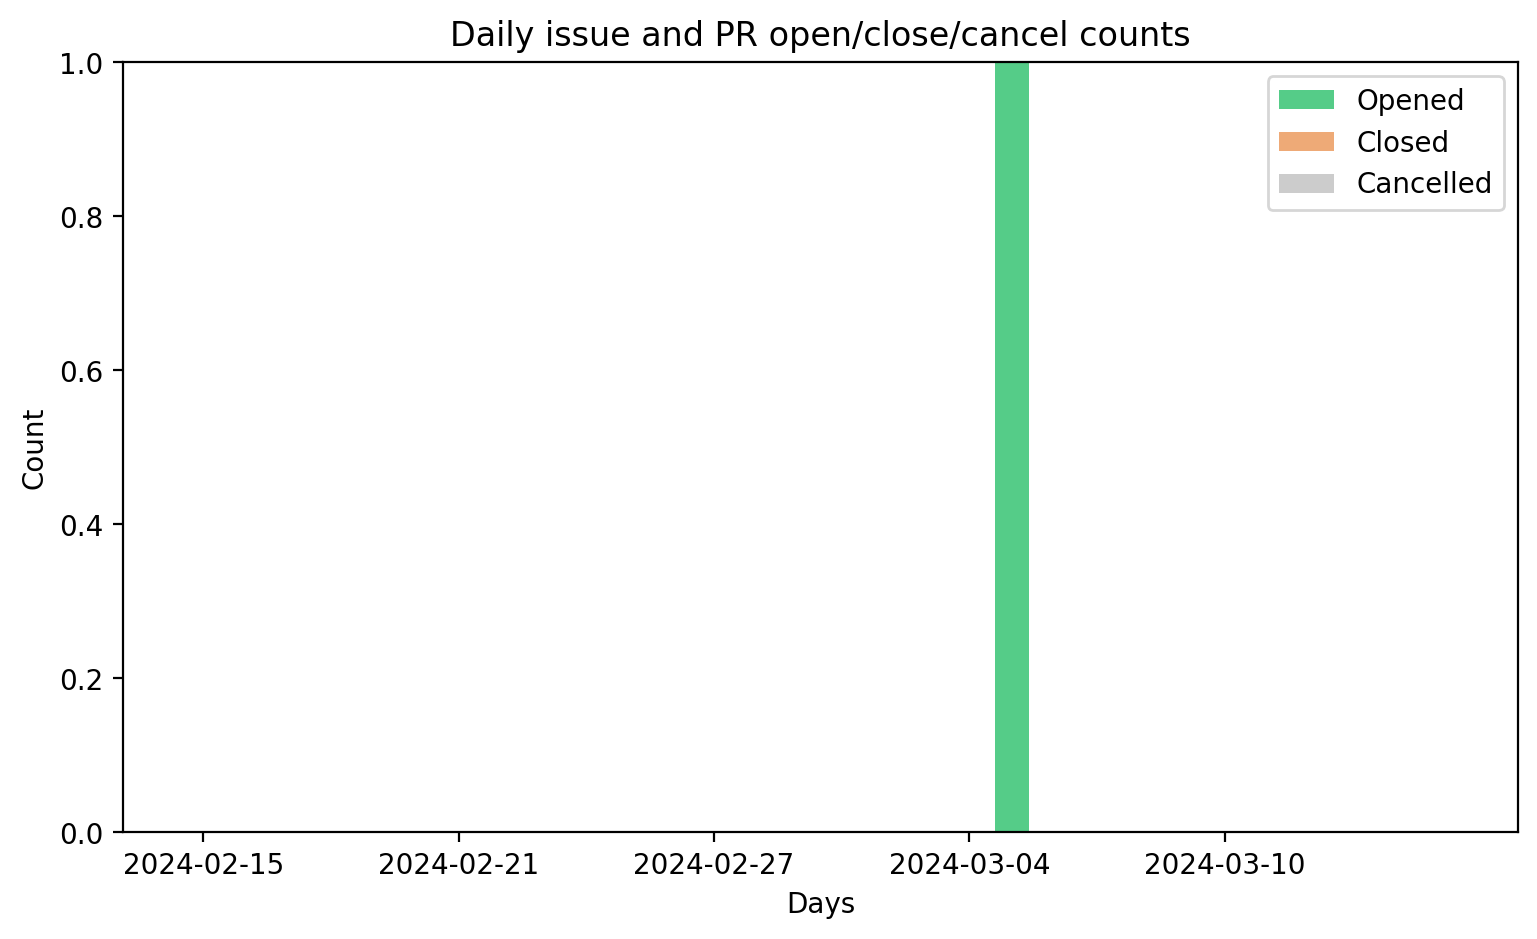 Daily issue and PR open/close/cancel counts
1.0
0.8
0.6
0.4
0.2
0.0
Count
Opened
Closed
Cancelled
2024-02-15
2024-02-21
2024-02-27
2024-03-04
2024-03-10
Days